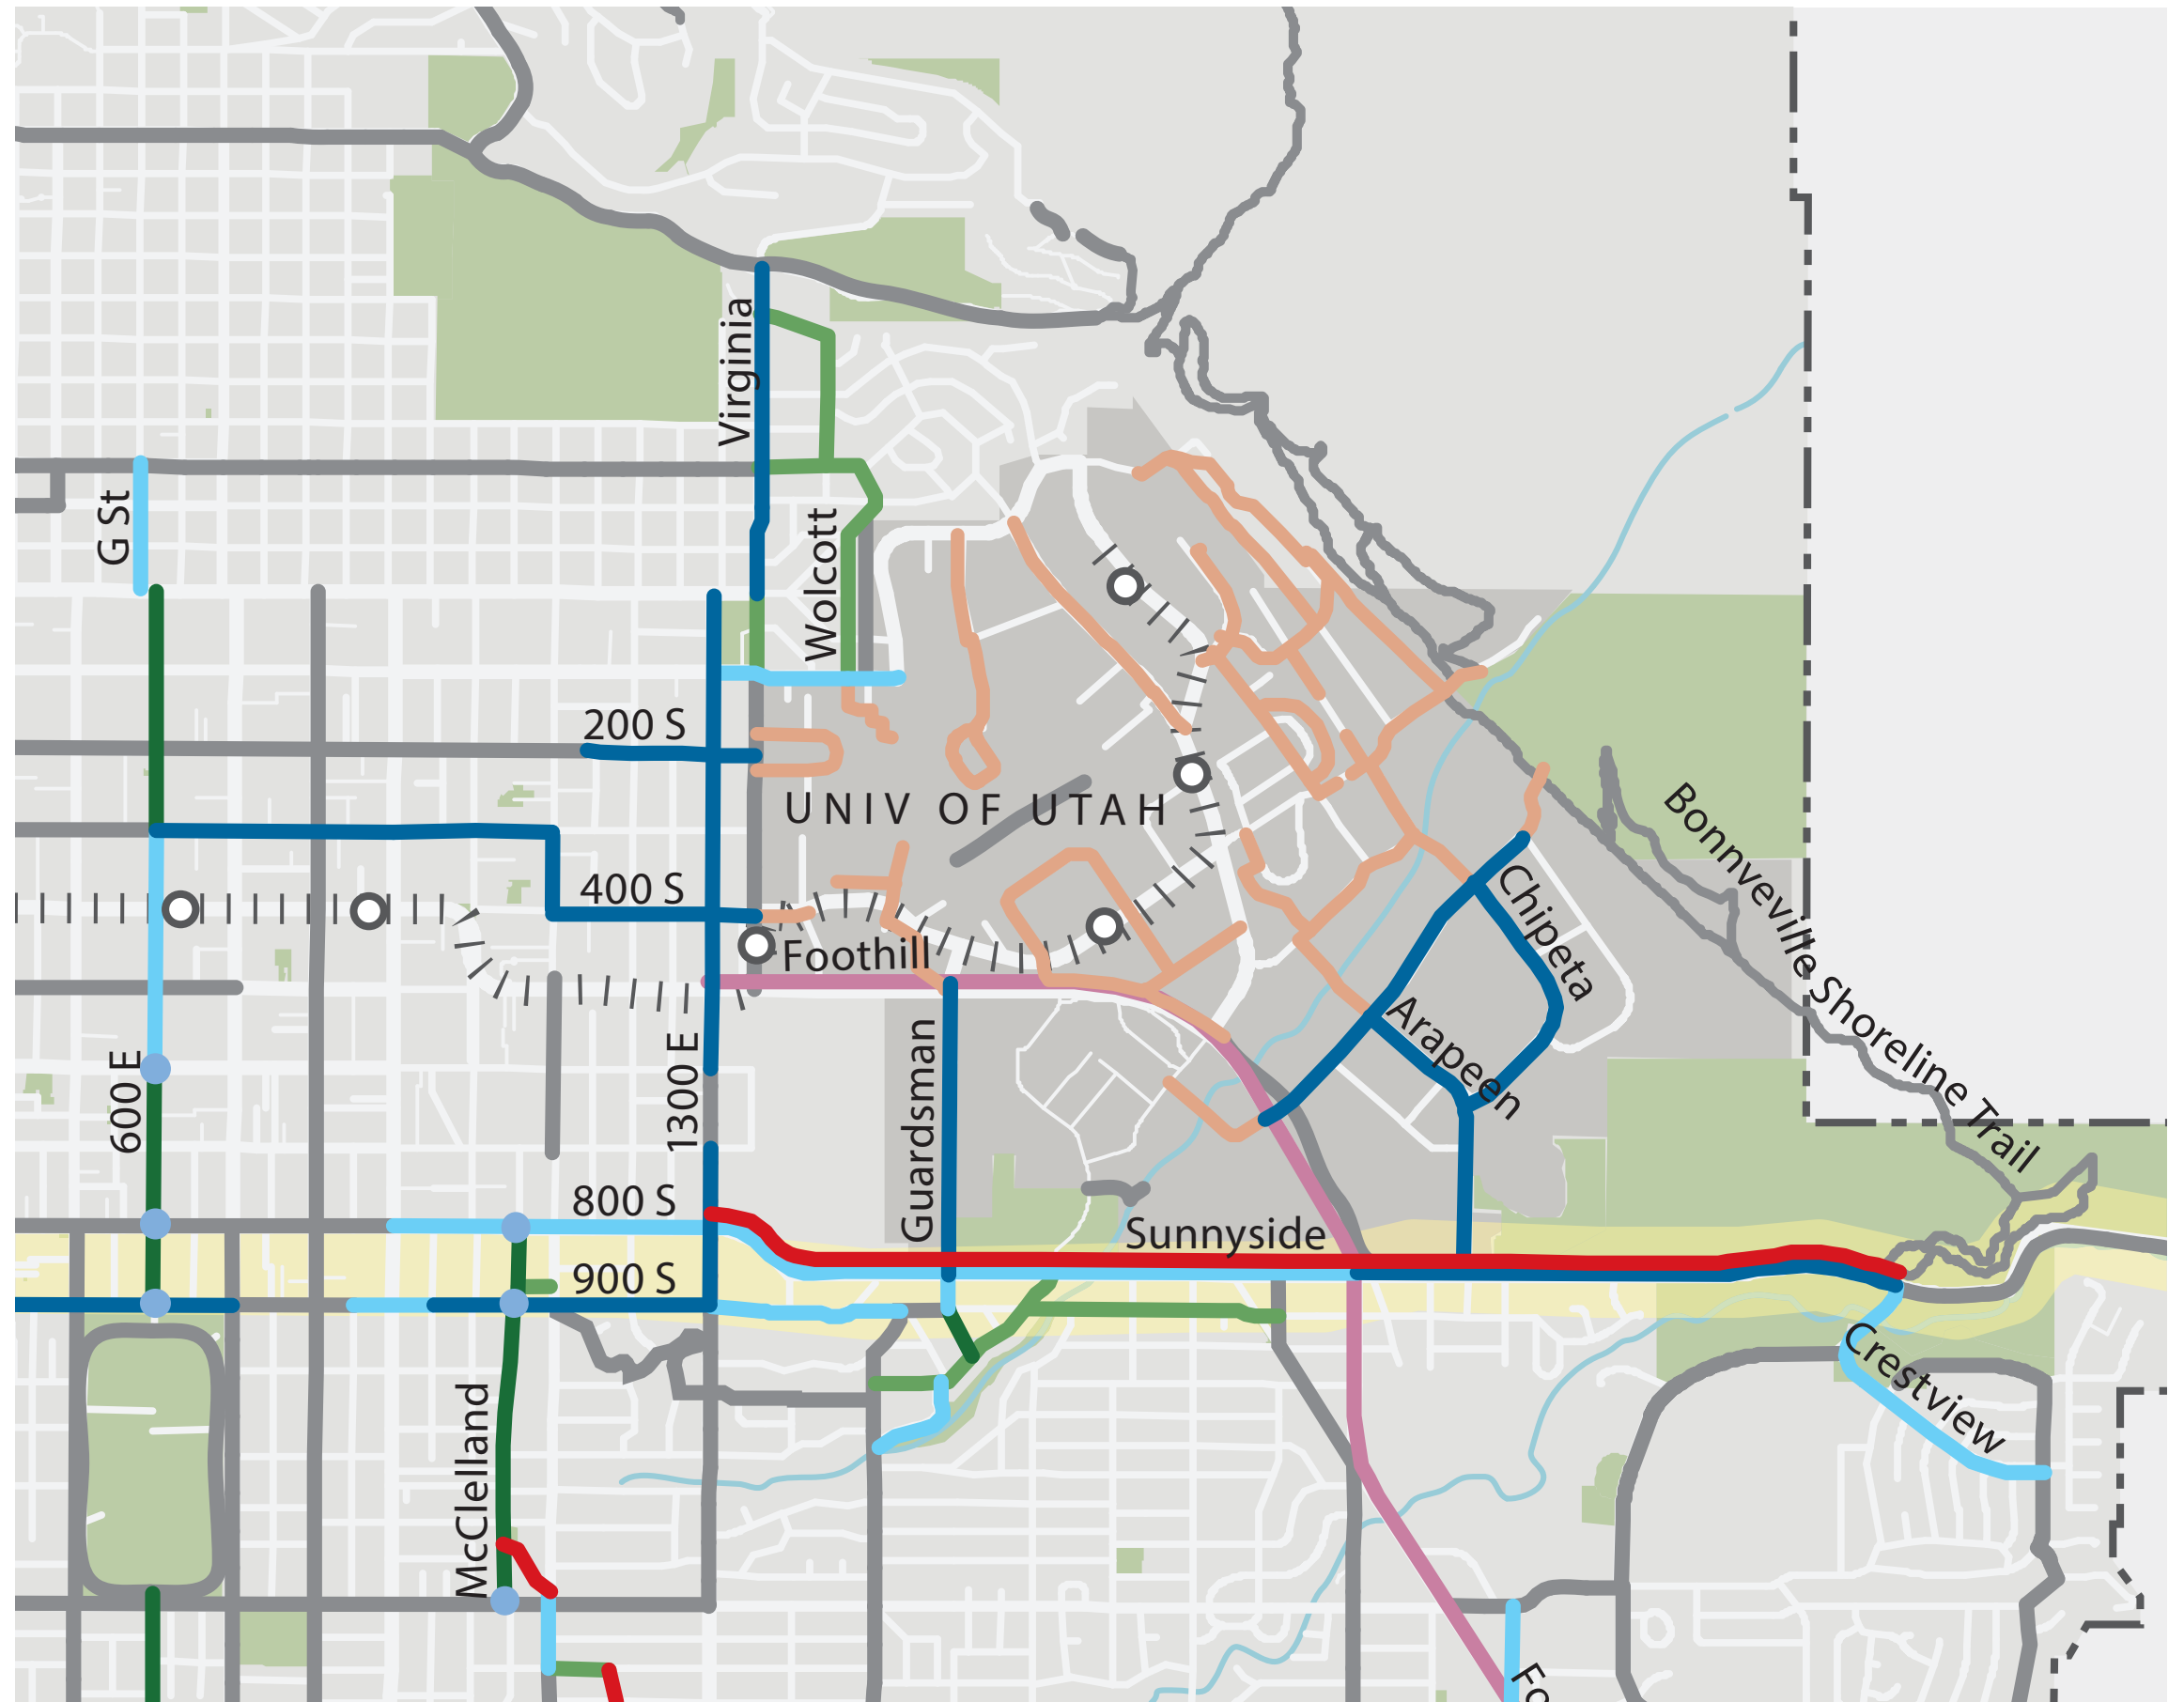 Virginia
G St
Wolcott
200 S
UNIV OF UTAH
Bonneville Shoreline Trail
400 S
Chipeta
Foothill
Arapeen
Guardsman
1300 E
600 E
800 S
Sunnyside
900 S
Crestview
McClelland
Fo